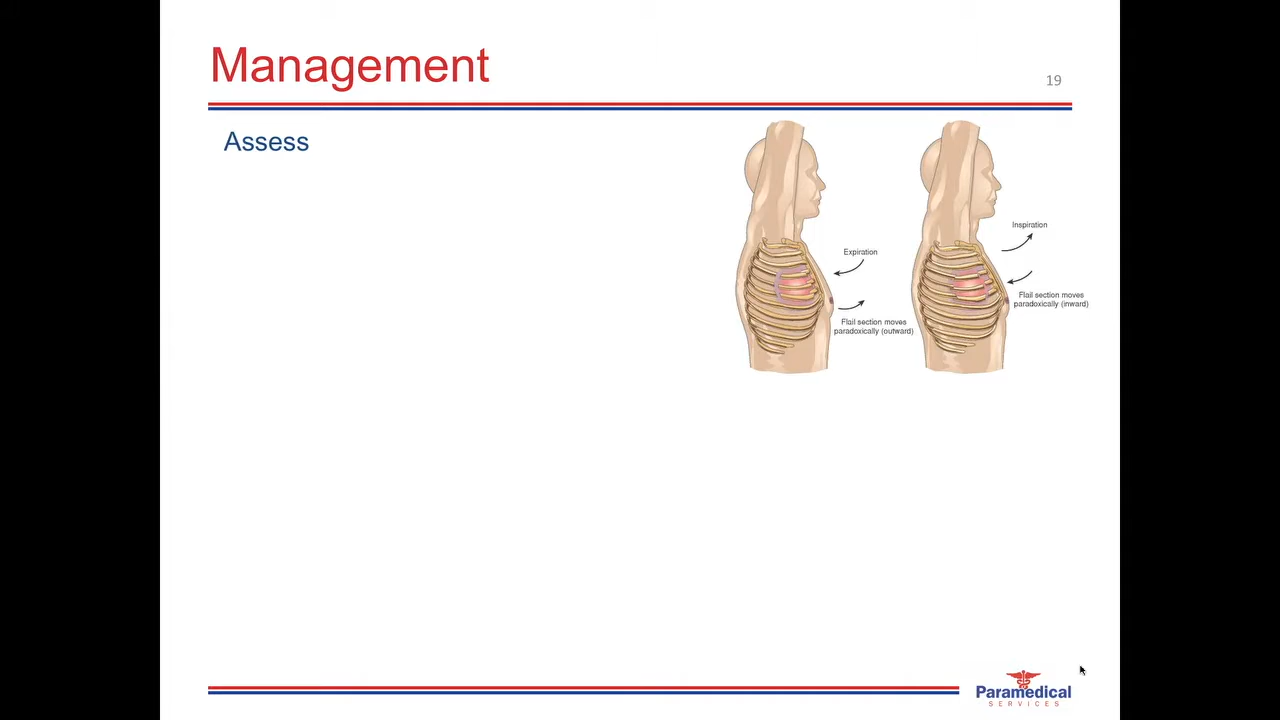 Management
19
Assess
Inspiration
Expiration
Flail section moves
paradoxically (inward)
Flail section moves
paradoxically (outward)
Paramedical
SERVICES